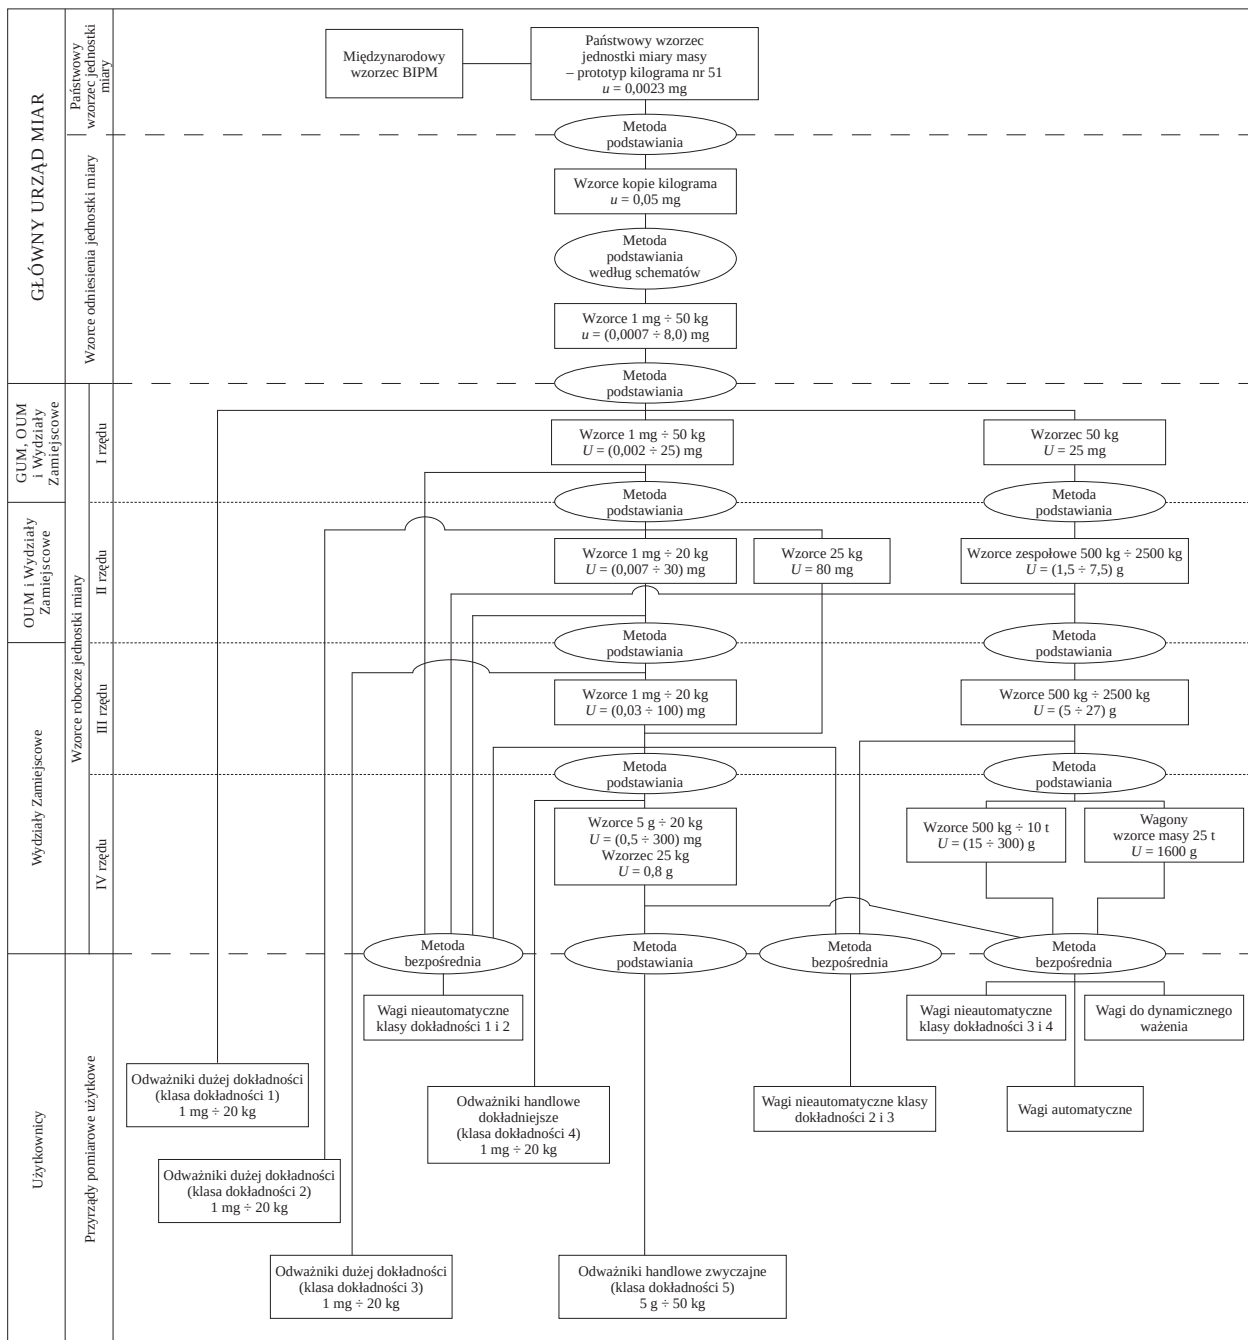 GŁÓWNY URZĄD MIAR
Państwowy
wzorzec jednostki
miary
Międzynarodowy
wzorzec BIPM
Państwowy wzorzec
jednostki miary masy
– prototyp kilograma nr 51
u = 0,0023 mg
Metoda
podstawiania
Wzorce odniesienia jednostki miary
Wzorce kopie kilograma
u = 0,05 mg
Metoda
podstawiania
według schematów
Wzorce 1 mg ÷ 50 kg
u = (0,0007 ÷ 8,0) mg
Metoda
podstawiania
GUM, OUM
i Wydziały
Zamiejscowe
Wzorce robocze jednostki miary
I rzędu
Wzorce 1 mg ÷ 50 kg
U = (0,002 ÷ 25) mg
Wzorzec 50 kg
U = 25 mg
Metoda
podstawiania
Metoda
podstawiania
OUM i Wydziały
Zamiejscowe
II rzędu
Wzorce 1 mg ÷ 20 kg
U = (0,007 ÷ 30) mg
Wzorce 25 kg
U = 80 mg
Wzorce zespołowe 500 kg ÷ 2500 kg
U = (1,5 ÷ 7,5) g
Metoda
podstawiania
Metoda
podstawiania
Wydziały Zamiejscowe
III rzędu
Wzorce 1 mg ÷ 20 kg
U = (0,03 ÷ 100) mg
Wzorce 500 kg ÷ 2500 kg
U = (5 ÷ 27) g
Metoda
podstawiania
Metoda
podstawiania
IV rzędu
Wzorce 5 g ÷ 20 kg
U = (0,5 ÷ 300) mg
Wzorzec 25 kg
U = 0,8 g
Wzorce 500 kg ÷ 10 t
U = (15 ÷ 300) g
Wagony
wzorce masy 25 t
U = 1600 g
Metoda
bezpośrednia
Metoda
podstawiania
Metoda
bezpośrednia
Metoda
bezpośrednia
Użytkownicy
Przyrządy pomiarowe użytkowe
Wagi nieautomatyczne
klasy dokładności 1 i 2
Wagi nieautomatyczne
klasy dokładności 3 i 4
Wagi do dynamicznego
ważenia
Odważniki dużej dokładności
(klasa dokładności 1)
1 mg ÷ 20 kg
Odważniki handlowe
dokładniejsze
(klasa dokładności 4)
1 mg ÷ 20 kg
Wagi nieautomatyczne klasy
dokładności 2 i 3
Wagi automatyczne
Odważniki dużej dokładności
(klasa dokładności 2)
1 mg ÷ 20 kg
Odważniki dużej dokładności
(klasa dokładności 3)
1 mg ÷ 20 kg
Odważniki handlowe zwyczajne
(klasa dokładności 5)
5 g ÷ 50 kg